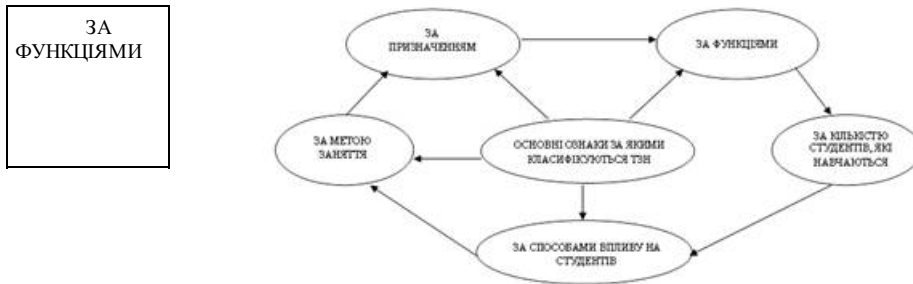 ЗА
ФУНКЦІЯМИ
ЗА
ПРИЗНАЧЕННЯМ
ЗА ФУНКЦІЯМИ
ЗА МЕТОЮ
ЗАНЯТТЯ
ОСНОВНІ ОЗНАКИ ЗА ЯКИМИ
КЛАСИФІКУЮТЬСЯ ТЗН
ЗА КІЛЬКІСТЮ
СТУДЕНТІВ, ЯКІ
НАВЧАЮТЬСЯ
ЗА СПОСОБАМИ ВПЛИВУ НА
СТУДЕНТІВ